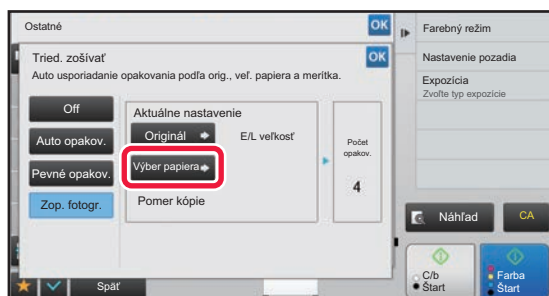 Ostatné
OK
Tried. zošívať
OK
Auto usporiadanie opakovania podľa orig., veľ. papiera a merítka.
Off
Auto opakov.
Pevné opakov.
Zop. fotogr.
Aktuálne nastavenie
Originál
E/L veľkosť
Výber papiera
Pomer kópie
Počet
opakov.
4
Späť
Farebný režim
Nastavenie pozadia
Expozícia
Zvoľte typ expozície
Náhľad
CA
C/b
Štart
Farba
Štart